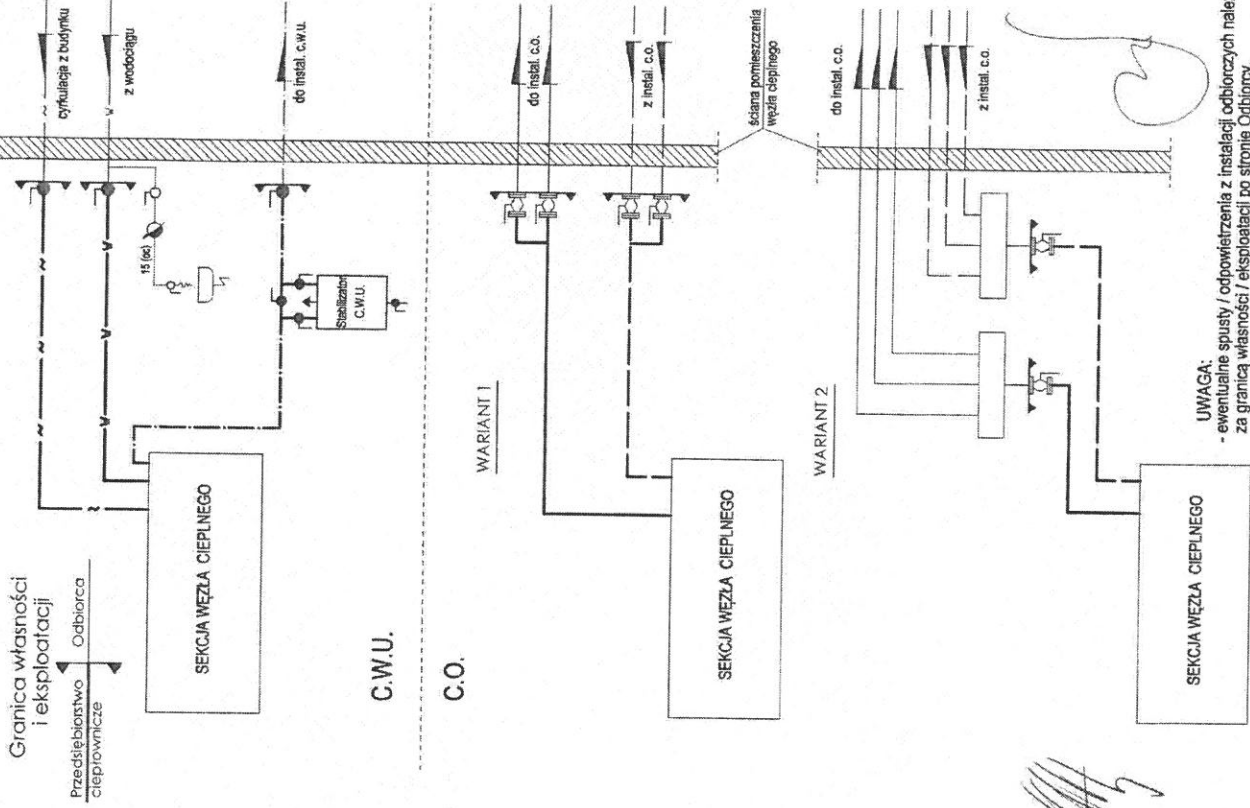 Granica własności
i eksploatacji
Przedsiębiorstwo
ciepłownicze
Odbiorca
cyrkulacja z budynku
z wodociągu
15 (oc)
do instal. c.w.u.
Stabilizator
C.W.U.
SEKCJA WĘZŁA CIEPLNEGO
C.W.U.
C.O.
WARIANT 1
do instal. c.o.
z instal. c.o.
SEKCJA WĘZŁA CIEPLNEGO
ściana pomieszczenia
węzła cieplnego
WARIANT 2
do instal. c.o.
z instal. c.o.
SEKCJA WĘZŁA CIEPLNEGO
UWAGA:
- ewentualne spusty / odpowietrzenia z instalacji odbiorczych nale
za granicą własności / eksploatacji po stronie Odbiorcy